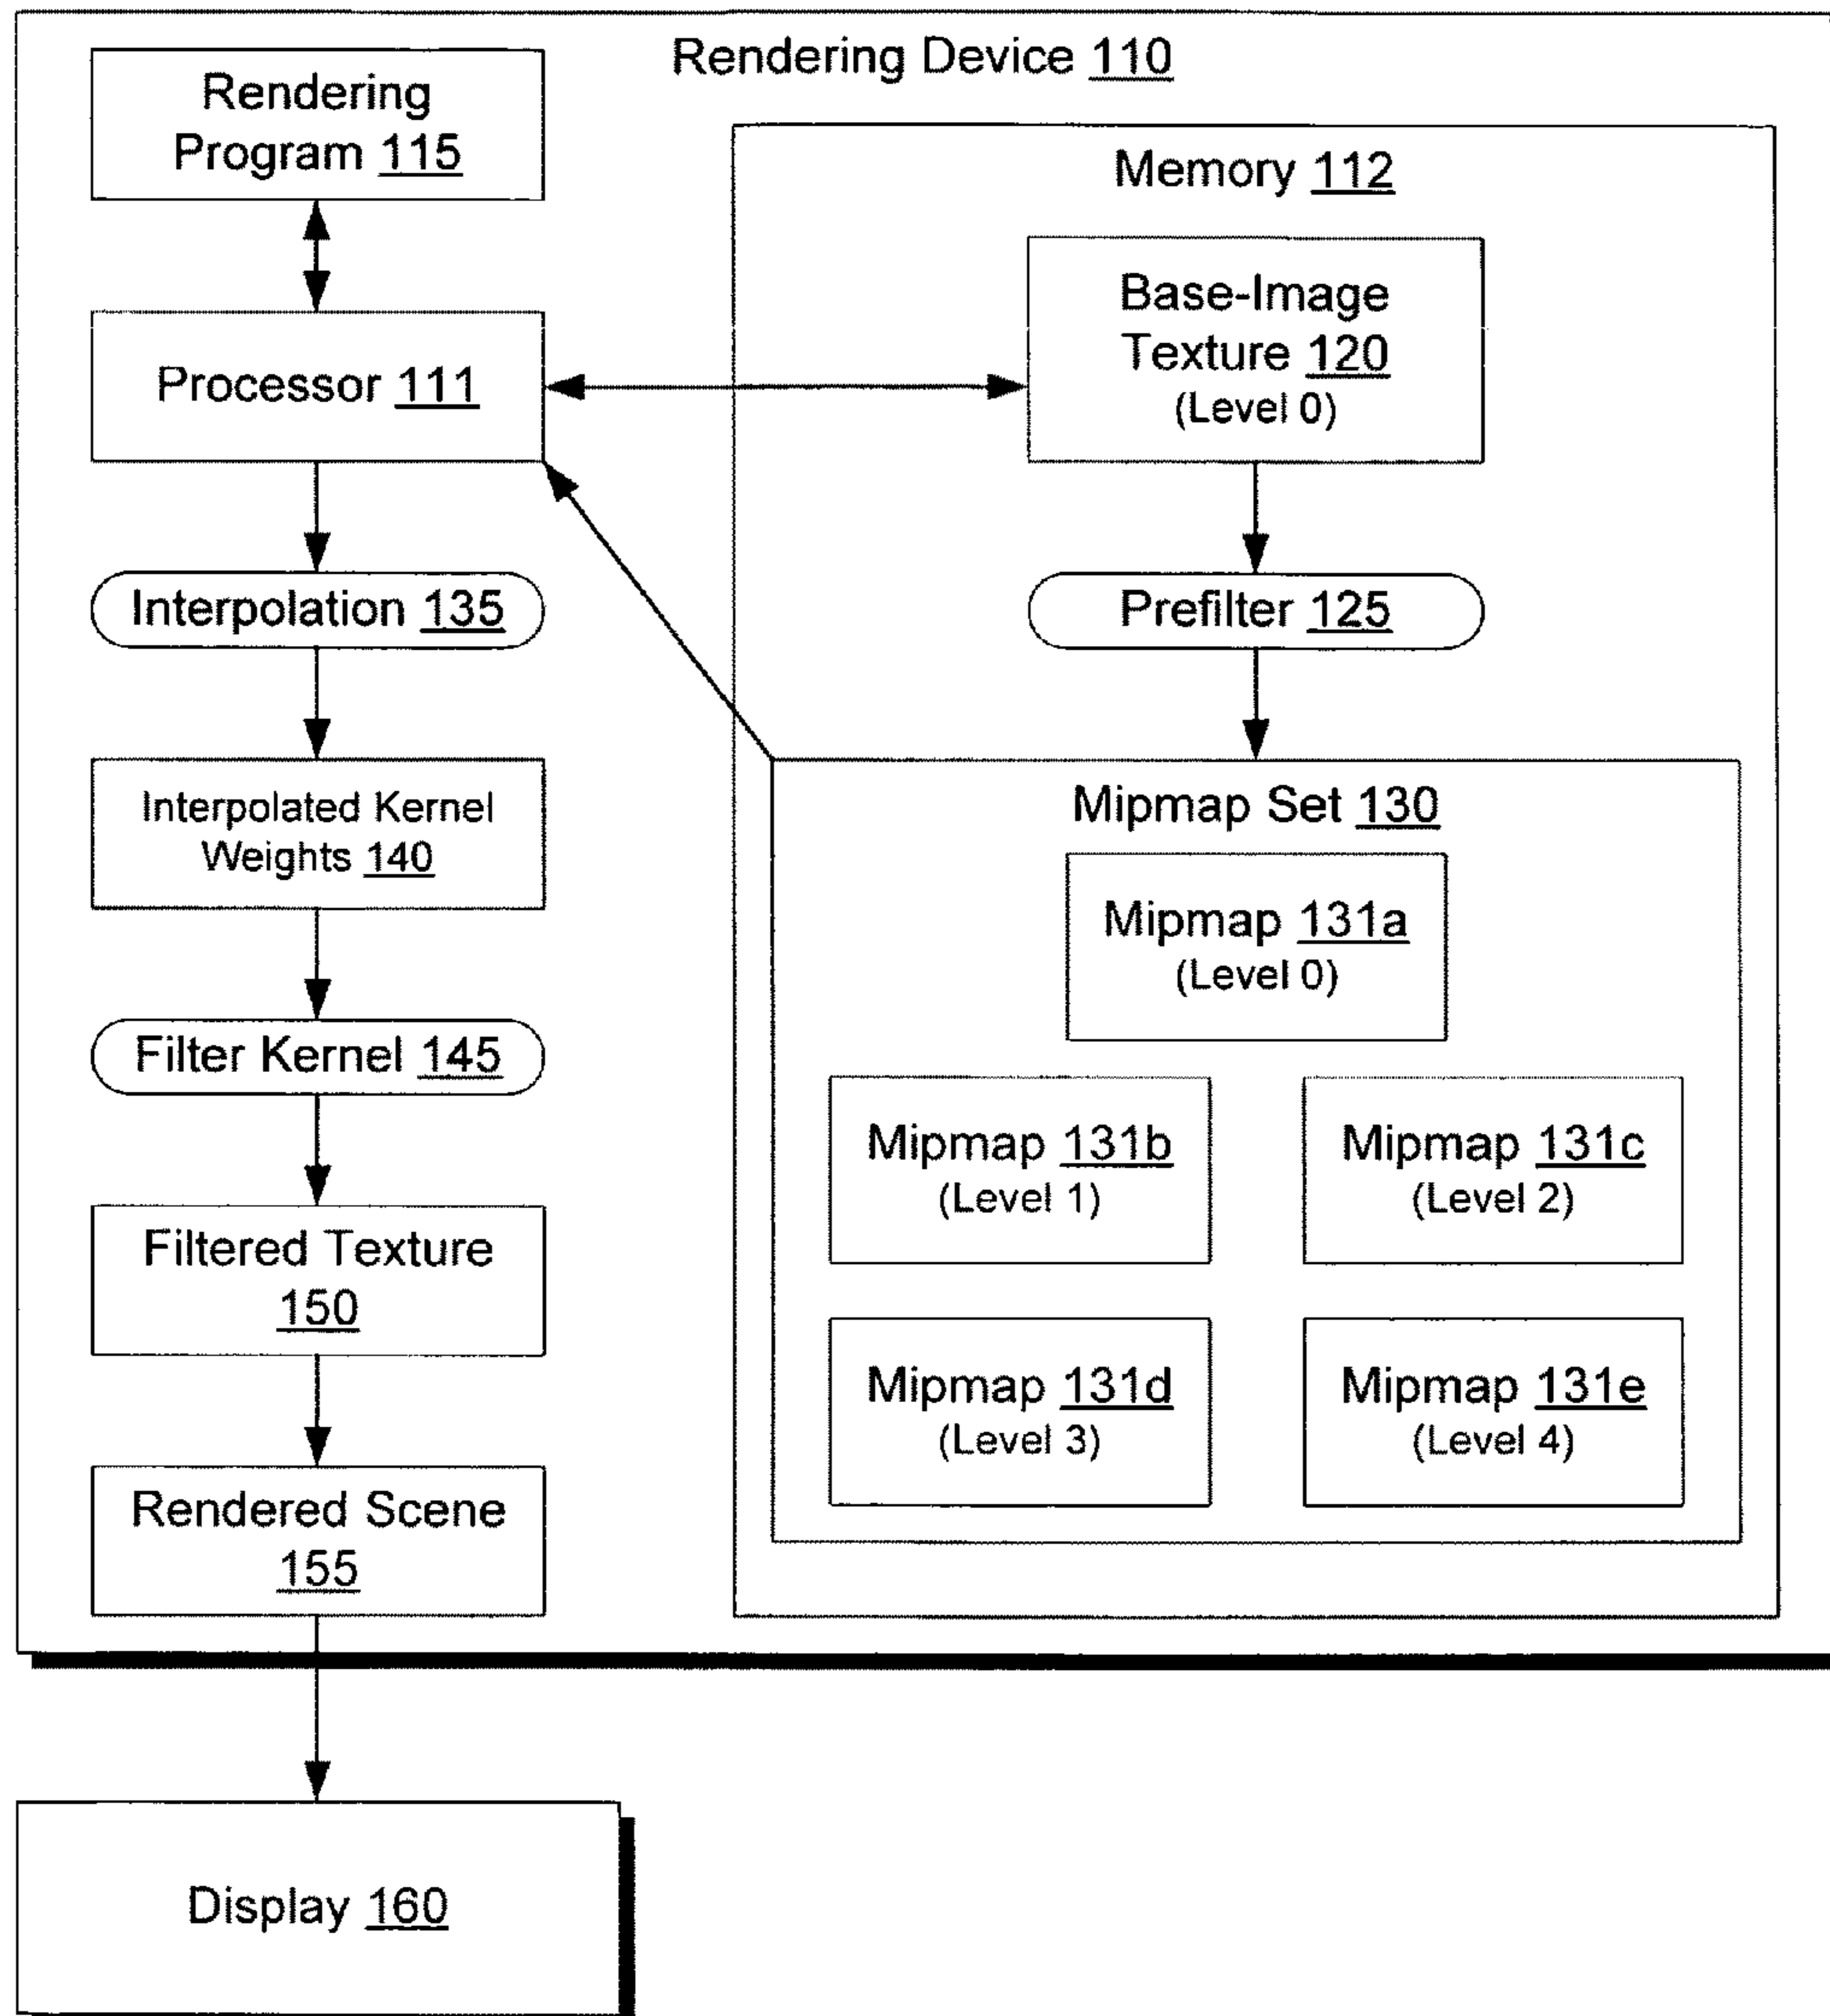 Rendering Device 110
Rendering
Program 115
Processor 111
Interpolation 135
Interpolated Kernel
Weights 140
Filter Kernel 145
Filtered Texture
150
Rendered Scene
155
Memory 112
Base-Image
Texture 120
(Level 0)
Prefilter 125
Mipmap Set 130
Mipmap 131a
(Level 0)
Mipmap 131b
(Level 1)
Mipmap 131c
(Level 2)
Mipmap 131d
(Level 3)
Mipmap 131e
(Level 4)
Display 160